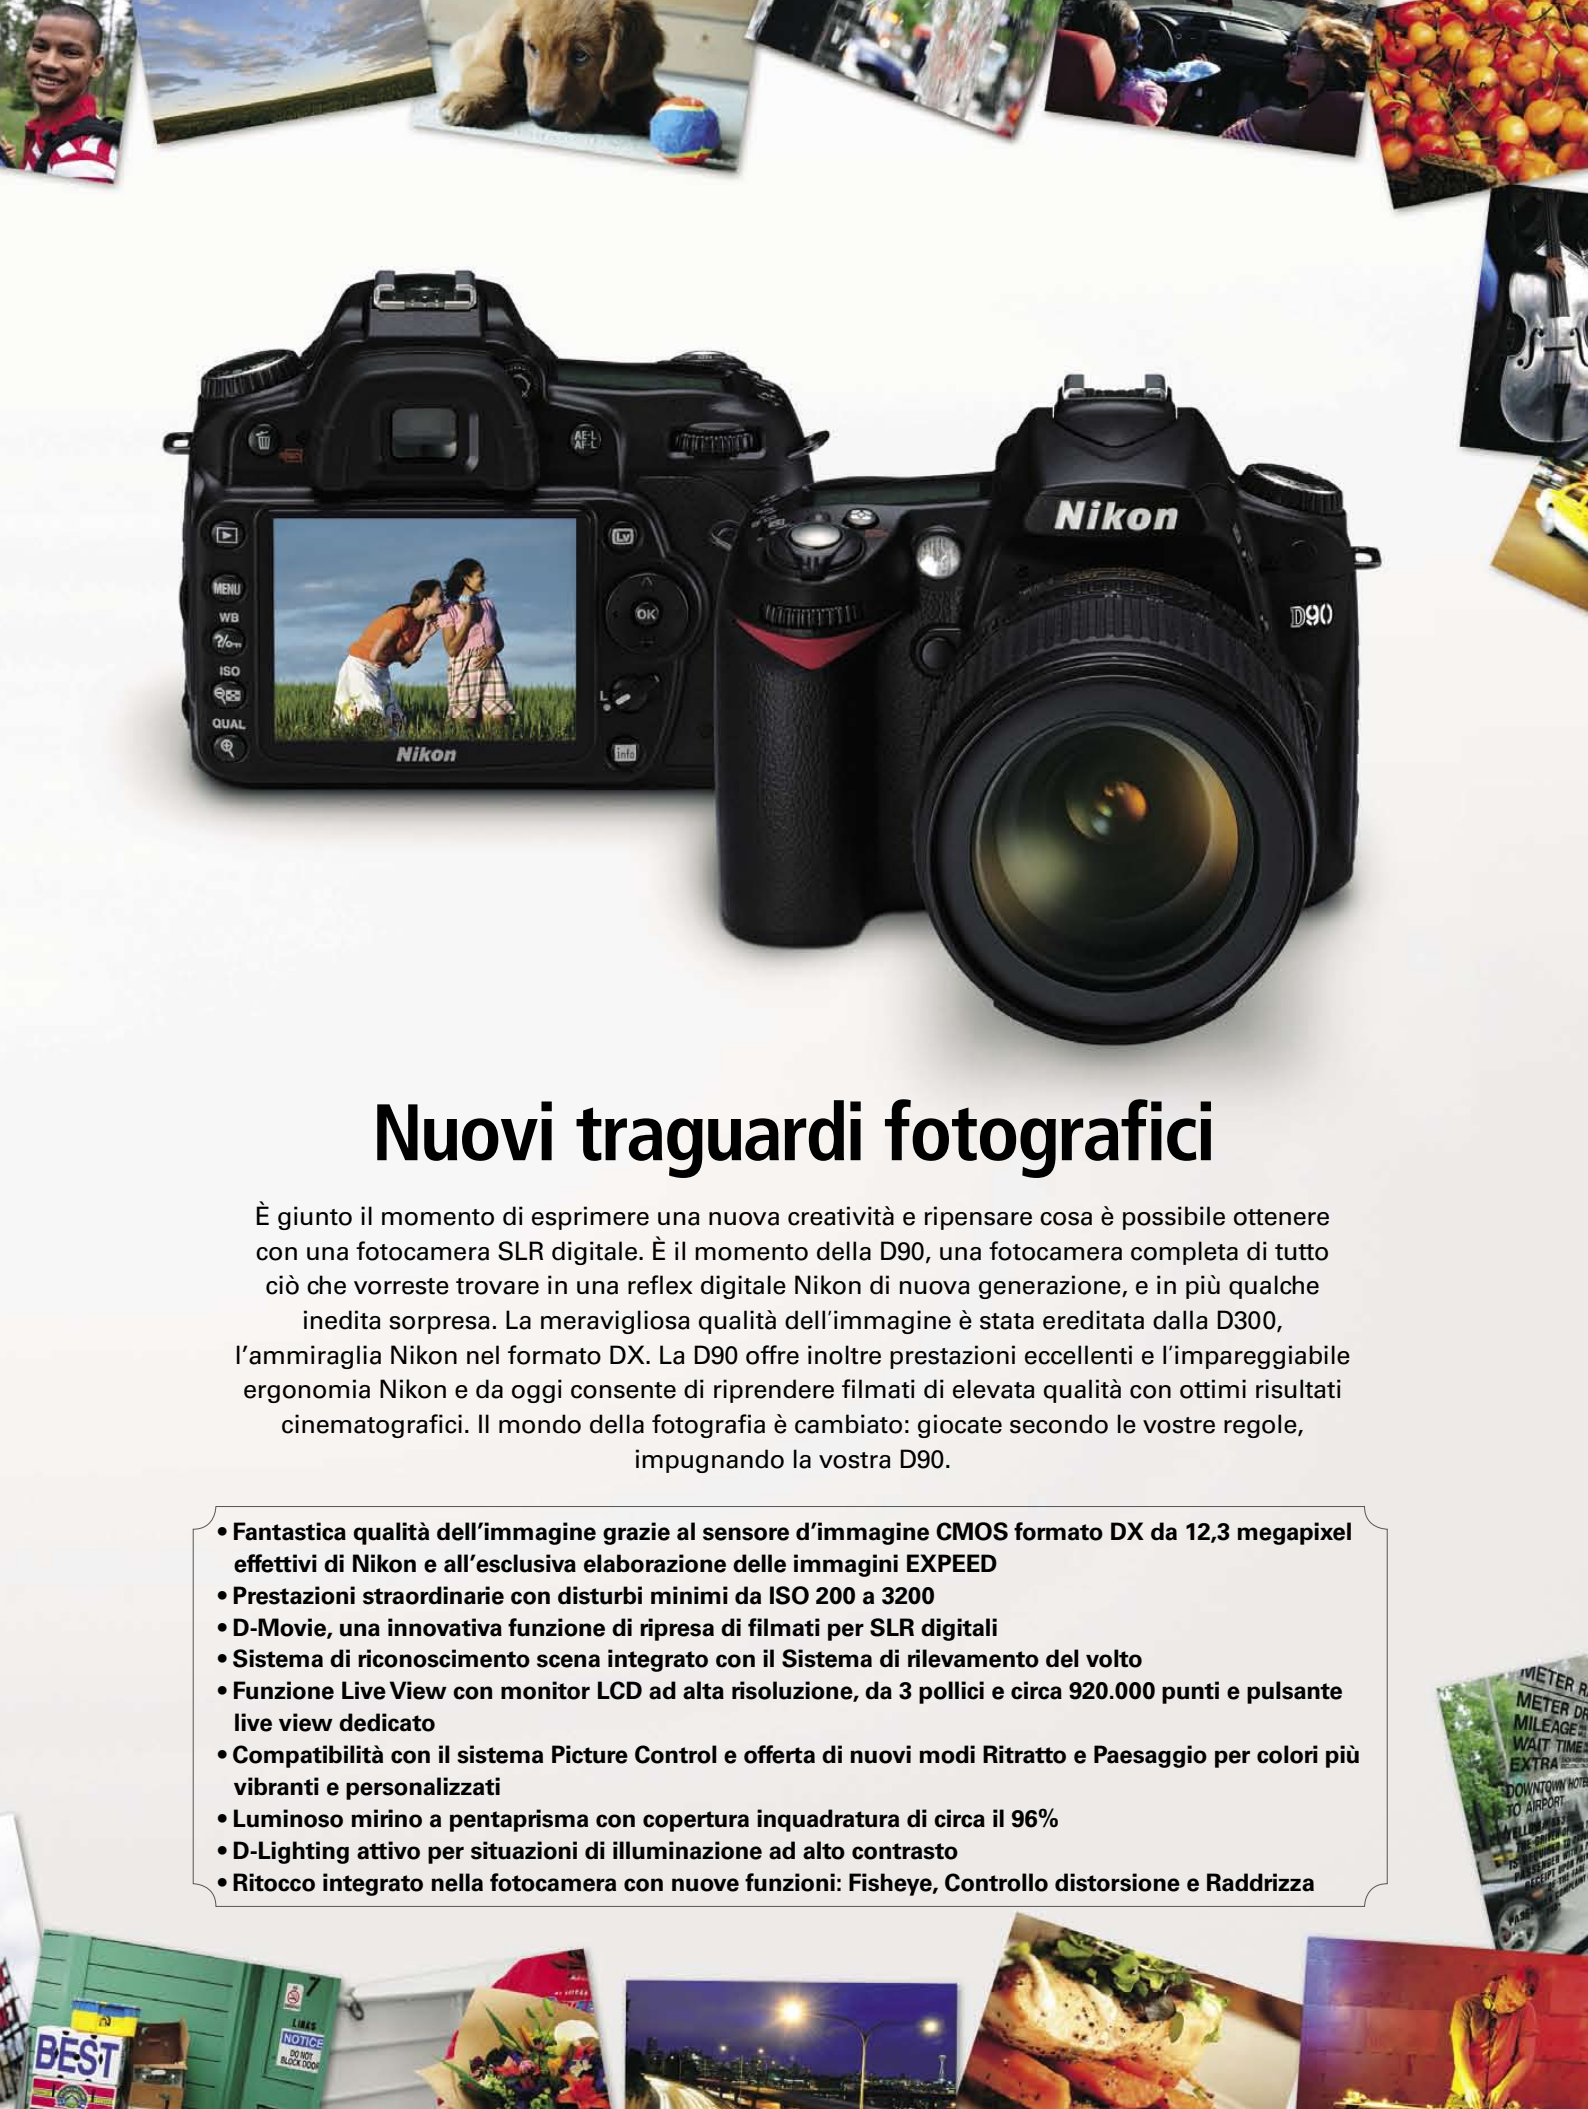 AE-L
AF-L
Nikon
Lv
MENU
WB
OK
ISO
L
QUAL
info
Nikon
D90
Nuovi traguardi fotografici
È giunto il momento di esprimere una nuova creatività e ripensare cosa è possibile ottenere
con una fotocamera SLR digitale. È il momento della D90, una fotocamera completa di tutto
ciò che vorreste trovare in una reflex digitale Nikon di nuova generazione, e in più qualche
inedita sorpresa. La meravigliosa qualità dell'immagine è stata ereditata dalla D300,
l'ammiraglia Nikon nel formato DX. La D90 offre inoltre prestazioni eccellenti e l'impareggiabile
ergonomia Nikon e da oggi consente di riprendere filmati di elevata qualità con ottimi risultati
cinematografici. Il mondo della fotografia è cambiato: giocate secondo le vostre regole,
impugnando la vostra D90.
• Fantastica qualità dell'immagine grazie al sensore d'immagine CMOS formato DX da 12,3 megapixel
effettivi di Nikon e all'esclusiva elaborazione delle immagini EXPEED
• Prestazioni straordinarie con disturbi minimi da ISO 200 a 3200
• D-Movie, una innovativa funzione di ripresa di filmati per SLR digitali
• Sistema di riconoscimento scena integrato con il Sistema di rilevamento del volto
• Funzione Live View con monitor LCD ad alta risoluzione, da 3 pollici e circa 920.000 punti e pulsante
live view dedicato
• Compatibilità con il sistema Picture Control e offerta di nuovi modi Ritratto e Paesaggio per colori più
vibranti e personalizzati
• Luminoso mirino a pentaprisma con copertura inquadratura di circa il 96%
• D-Lighting attivo per situazioni di illuminazione ad alto contrasto
• Ritocco integrato nella fotocamera con nuove funzioni: Fisheye, Controllo distorsione e Raddrizza
METER
METER
MILEAGE
WAIT TIME
EXTRA
DOWNTOWN
TO AIRPORT
7
NOTICE
DO NOT
BLOCK DOOR
BEST